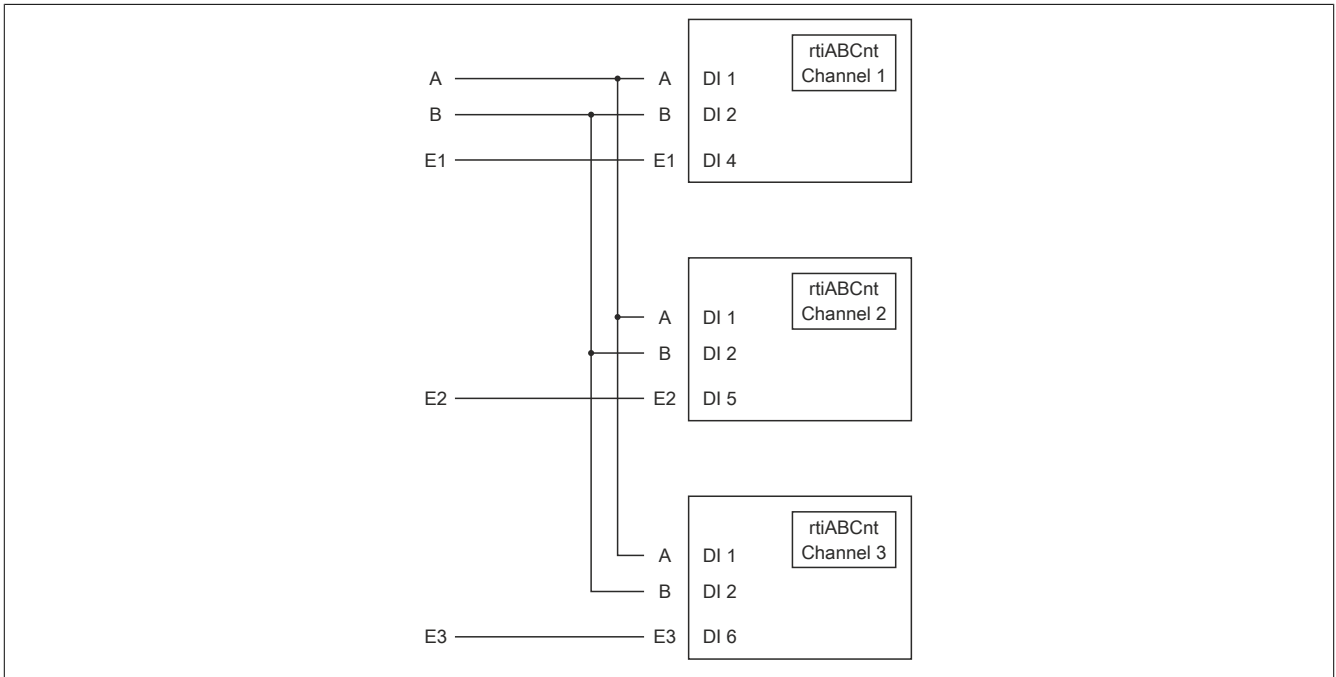 rtiABCnt
Channel 1
A A DI 1
B B DI 2
E1 E1 DI 4
rtiABCnt
Channel 2
A DI 1
B DI 2
E2 E2 DI 5
rtiABCnt
Channel 3
A DI 1
B DI 2
E3 E3 DI 6